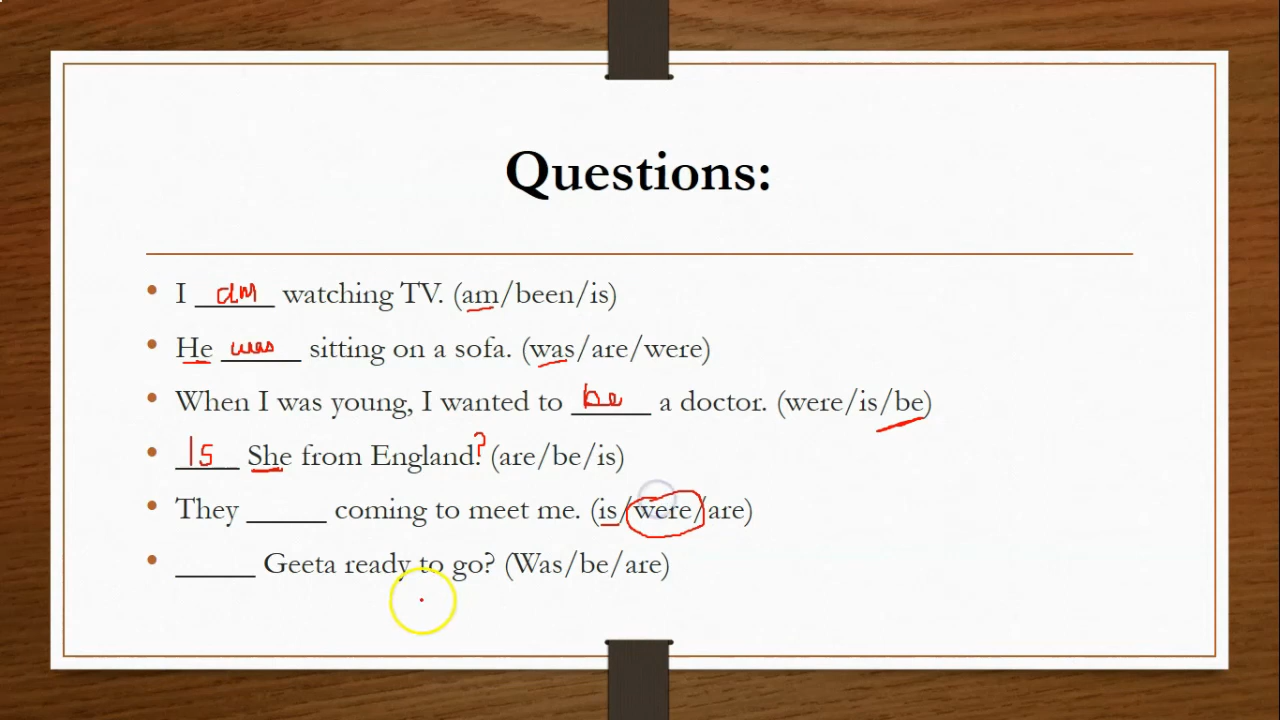 Questions:
• I am watching TV. (am/been/is)
• He was sitting on a sofa. (was/are/were)
• When I was young, I wanted to be a doctor. (were/is/be)
• Is She from England? (are/be/is)
• They ______ coming to meet me. (is/were/are)
• ______ Geeta ready to go? (Was/be/are)